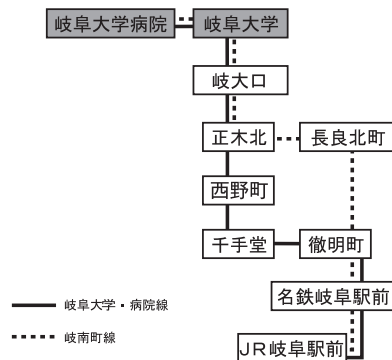 岐阜大学病院 岐阜大学
岐大口
正木北 長良北町
西野町
千手堂 徹明町
名鉄岐阜駅前
JR岐阜駅前
岐阜大学・病院線
岐南町線